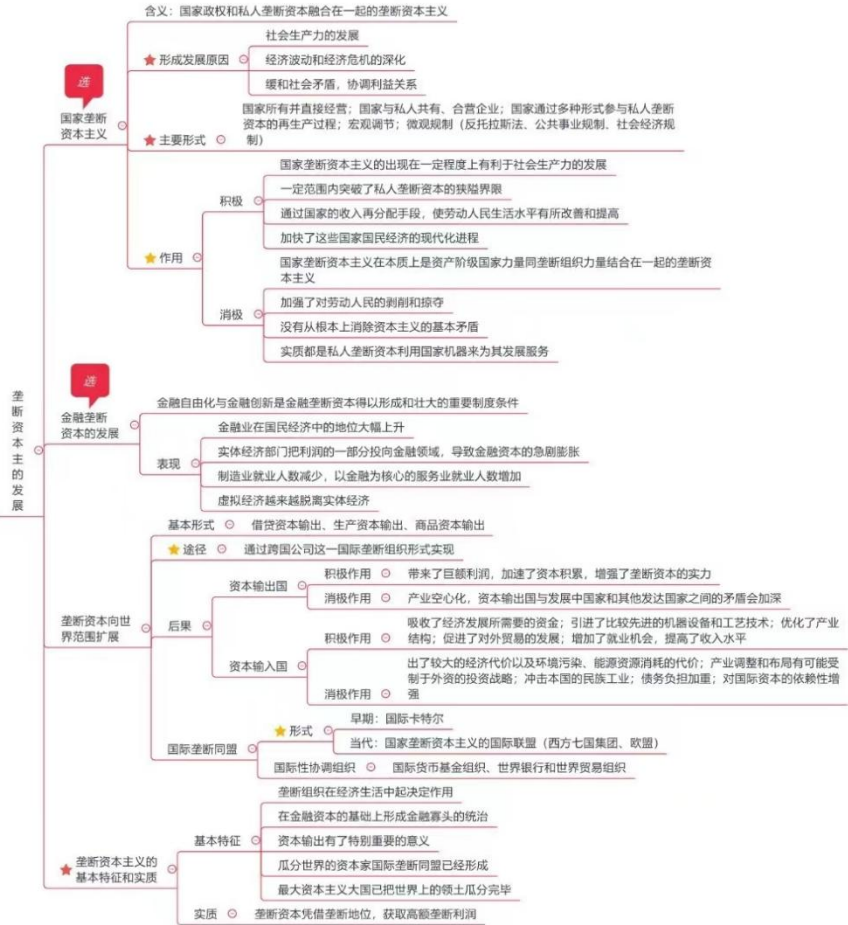 垄断资本主的发展
选
国家垄断
资本主义
含义：国家政权和私人垄断资本融合在一起的垄断资本主义
形成发展原因
社会生产力的发展
经济波动和经济危机的深化
缓和社会矛盾，协调利益关系
主要形式
国家所有并直接经营；国家与私人共有、合营企业；国家通过多种形式参与私人垄断
资本的再生产过程；宏观调节；微观规制（反托拉斯法、公共事业规制、社会经济规
制）
作用
积极
国家垄断资本主义的出现在一定程度上有利于社会生产力的发展
一定范围内突破了私人垄断资本的狭隘界限
通过国家的收入再分配手段，使劳动人民生活水平有所改善和提高
加快了这些国家国民经济的现代化进程
消极
国家垄断资本主义在本质上是资产阶级国家力量同垄断组织力量结合在一起的垄断资
本主义
加强了对劳动人民的剥削和掠夺
没有从根本上消除资本主义的基本矛盾
实质都是私人垄断资本利用国家机器来为其发展服务
选
金融垄断
资本的发展
金融自由化与金融创新是金融垄断资本得以形成和壮大的重要制度条件
表现
金融业在国民经济中的地位大幅上升
实体经济部门把利润的一部分投向金融领域，导致金融资本的急剧膨胀
制造业就业人数减少，以金融为核心的服务业就业人数增加
虚拟经济越来越脱离实体经济
垄断资本向世
界范围扩展
基本形式
借贷资本输出、生产资本输出、商品资本输出
途径
通过跨国公司这一国际垄断组织形式实现
后果
资本输出国
积极作用
带来了巨额利润，加速了资本积累，增强了垄断资本的实力
消极作用
产业空心化，资本输出国与发展中国家和其他发达国家之间的矛盾会加深
资本输入国
积极作用
吸收了经济发展所需要的资金；引进了比较先进的机器设备和工艺技术；优化了产业
结构；促进了对外贸易的发展；增加了就业机会，提高了收入水平
消极作用
出了较大的经济代价以及环境污染、能源资源消耗的代价；产业调整和布局有可能受
制于外资的投资战略；冲击本国的民族工业；债务负担加重；对国际资本的依赖性增
强
国际垄断同盟
形式
早期：国际卡特尔
当代：国家垄断资本主义的国际联盟（西方七国集团、欧盟）
国际性协调组织
国际货币基金组织、世界银行和世界贸易组织
垄断资本主义的
基本特征和实质
基本特征
垄断组织在经济生活中起决定作用
在金融资本的基础上形成金融寡头的统治
资本输出有了特别重要的意义
瓜分世界的资本家国际垄断同盟已经形成
最大资本主义大国已把世界上的领土瓜分完毕
实质
垄断资本凭借垄断地位，获取高额垄断利润